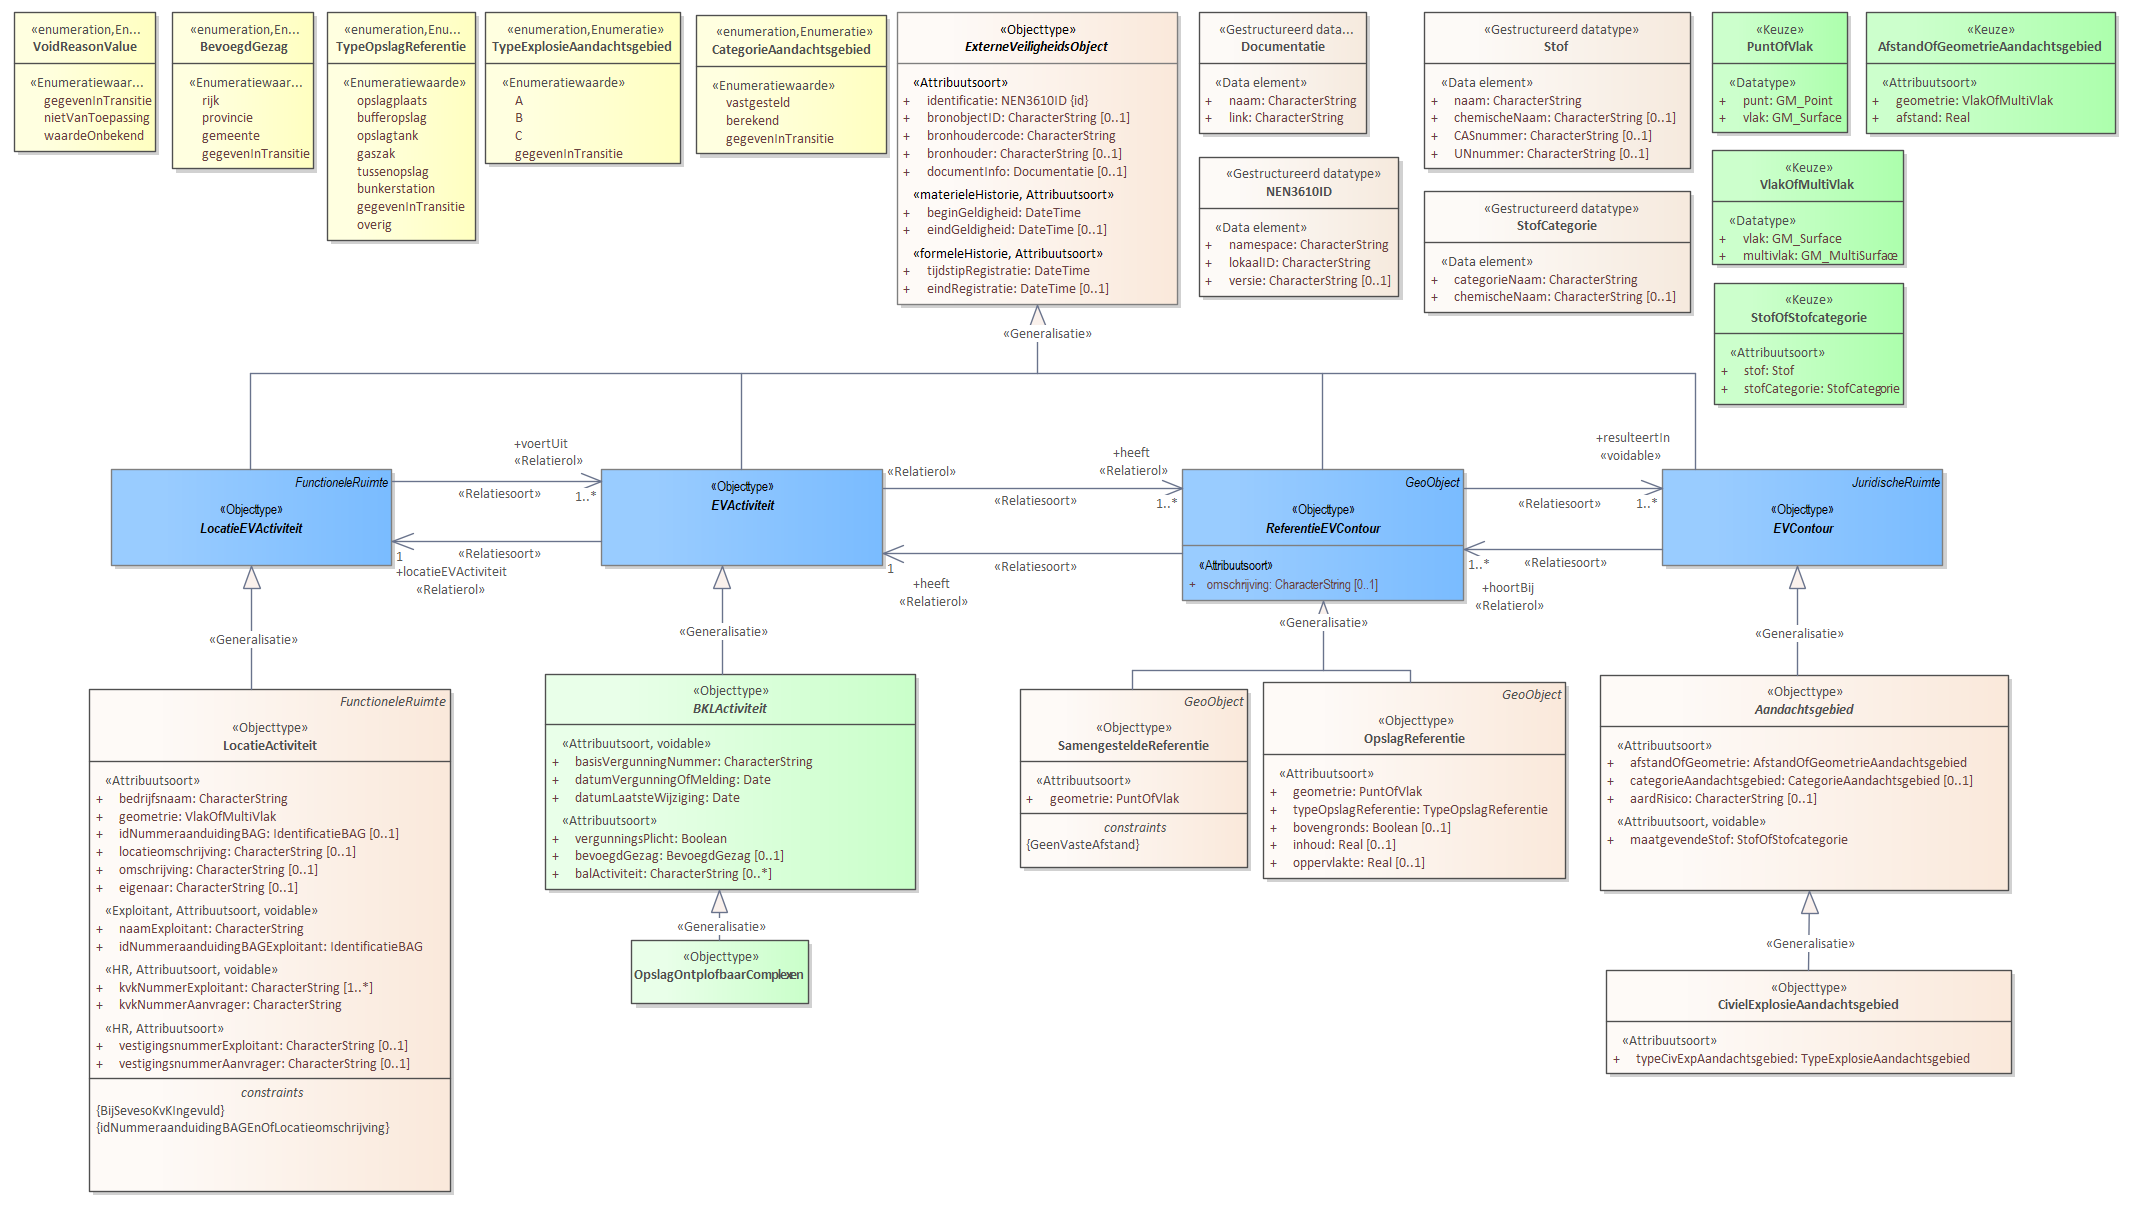 «enumeration,En...
VoidReasonValue
«Enumeratiewaar...
gegevenInTransitie
nietVanToepassing
waardeOnbekend
«enumeration,En...
BevoegdGezag
«Enumeratiewaar...
rijk
provincie
gemeente
gegevenInTransitie
«enumeration,Enu...
TypeOpslagReferentie
«Enumeratiewaarde»
opslagplaats
bufferopslag
opslagtank
gaszak
tussenopslag
bunkerstation
gegevenInTransitie
overig
«enumeration,Enumeratie»
TypeExplosieAandachtsgebied
«Enumeratiewaarde»
A
B
C
gegevenInTransitie
«enumeration,Enumeratie»
CategorieAandachtsgebied
«Enumeratiewaarde»
vastgesteld
berekend
gegevenInTransitie
«Objecttype»
ExterneVeiligheidsObject
«Attribuutsoort»
+ identificatie: NEN3610ID {id}
+ bronobjectID: CharacterString [0..1]
+ bronhoudercode: CharacterString
+ bronhouder: CharacterString [0..1]
+ documentInfo: Documentatie [0..1]
«materieleHistorie, Attribuutsoort»
+ beginGeldigheid: DateTime
+ eindGeldigheid: DateTime [0..1]
«formeleHistorie, Attribuutsoort»
+ tijdstipRegistratie: DateTime
+ eindRegistratie: DateTime [0..1]
«Gestructureerd data...
Documentatie
«Data element»
+ naam: CharacterString
+ link: CharacterString
«Gestructureerd datatype»
NEN3610ID
«Data element»
+ namespace: CharacterString
+ lokaalID: CharacterString
+ versie: CharacterString [0..1]
«Gestructureerd datatype»
Stof
«Data element»
+ naam: CharacterString
+ chemischeNaam: CharacterString [0..1]
+ CASnummer: CharacterString [0..1]
+ UNnummer: CharacterString [0..1]
«Gestructureerd datatype»
StofCategorie
«Data element»
+ categorieNaam: CharacterString
+ chemischeNaam: CharacterString [0..1]
«Keuze»
PuntOfVlak
«Datatype»
+ punt: GM_Point
+ vlak: GM_Surface
«Keuze»
AfstandOfGeometrieAandachtsgebied
«Attribuutsoort»
+ geometrie: VlakOfMultiVlak
+ afstand: Real
«Keuze»
VlakOfMultiVlak
«Datatype»
+ vlak: GM_Surface
+ multivlak: GM_MultiSurface
«Keuze»
StofOfStofcategorie
«Attribuutsoort»
+ stof: Stof
+ stofCategorie: StofCategorie
«Generalisatie»
FunctioneleRuimte
«Objecttype»
LocatieEVActiviteit
+voertUit
«Relatierol»
«Relatiesoort»
1..*
«Relatiesoort»
1
+locatieEVActiviteit
«Relatierol»
«Objecttype»
EVActiviteit
«Relatierol»
+heeft
«Relatierol»
«Relatiesoort»
1..*
«Relatiesoort»
1
+heeft
«Relatierol»
GeoObject
«Objecttype»
ReferentieEVContour
«Attribuutsoort»
+ omschrijving: CharacterString [0..1]
+resulteertIn
«voidable»
«Relatiesoort»
1..*
«Relatiesoort»
1..*
+hoortBij
«Relatierol»
JuridischeRuimte
«Objecttype»
EVContour
«Generalisatie»
«Generalisatie»
«Generalisatie»
«Generalisatie»
FunctioneleRuimte
«Objecttype»
LocatieActiviteit
«Attribuutsoort»
+ bedrijfsnaam: CharacterString
+ geometrie: VlakOfMultiVlak
+ idNummeraanduidingBAG: IdentificatieBAG [0..1]
+ locatieomschrijving: CharacterString [0..1]
+ omschrijving: CharacterString [0..1]
+ eigenaar: CharacterString [0..1]
«Exploitant, Attribuutsoort, voidable»
+ naamExploitant: CharacterString
+ idNummeraanduidingBAGExploitant: IdentificatieBAG
«HR, Attribuutsoort, voidable»
+ kvkNummerExploitant: CharacterString [1..*]
+ kvkNummerAanvrager: CharacterString
«HR, Attribuutsoort»
+ vestigingsnummerExploitant: CharacterString [0..1]
+ vestigingsnummerAanvrager: CharacterString [0..1]
constraints
{BijSevesoKvKIngevuld}
{idNummeraanduidingBAGEnOfLocatieomschrijving}
«Objecttype»
BKLActiviteit
«Attribuutsoort, voidable»
+ basisVergunningNummer: CharacterString
+ datumVergunningOfMelding: Date
+ datumLaatsteWijziging: Date
«Attribuutsoort»
+ vergunningsPlicht: Boolean
+ bevoegdGezag: BevoegdGezag [0..1]
+ balActiviteit: CharacterString [0..*]
«Generalisatie»
«Objecttype»
OpslagOntplofbaarComplexen
GeoObject
«Objecttype»
SamengesteldeReferentie
«Attribuutsoort»
+ geometrie: PuntOfVlak
constraints
{GeenVasteAfstand}
GeoObject
«Objecttype»
OpslagReferentie
«Attribuutsoort»
+ geometrie: PuntOfVlak
+ typeOpslagReferentie: TypeOpslagReferentie
+ bovengronds: Boolean [0..1]
+ inhoud: Real [0..1]
+ oppervlakte: Real [0..1]
«Objecttype»
Aandachtsgebied
«Attribuutsoort»
+ afstandOfGeometrie: AfstandOfGeometrieAandachtsgebied
+ categorieAandachtsgebied: CategorieAandachtsgebied [0..1]
+ aardRisico: CharacterString [0..1]
«Attribuutsoort, voidable»
+ maatgevendeStof: StofOfStofcategorie
«Generalisatie»
«Objecttype»
CivielExplosieAandachtsgebied
«Attribuutsoort»
+ typeCivExpAandachtsgebied: TypeExplosieAandachtsgebied